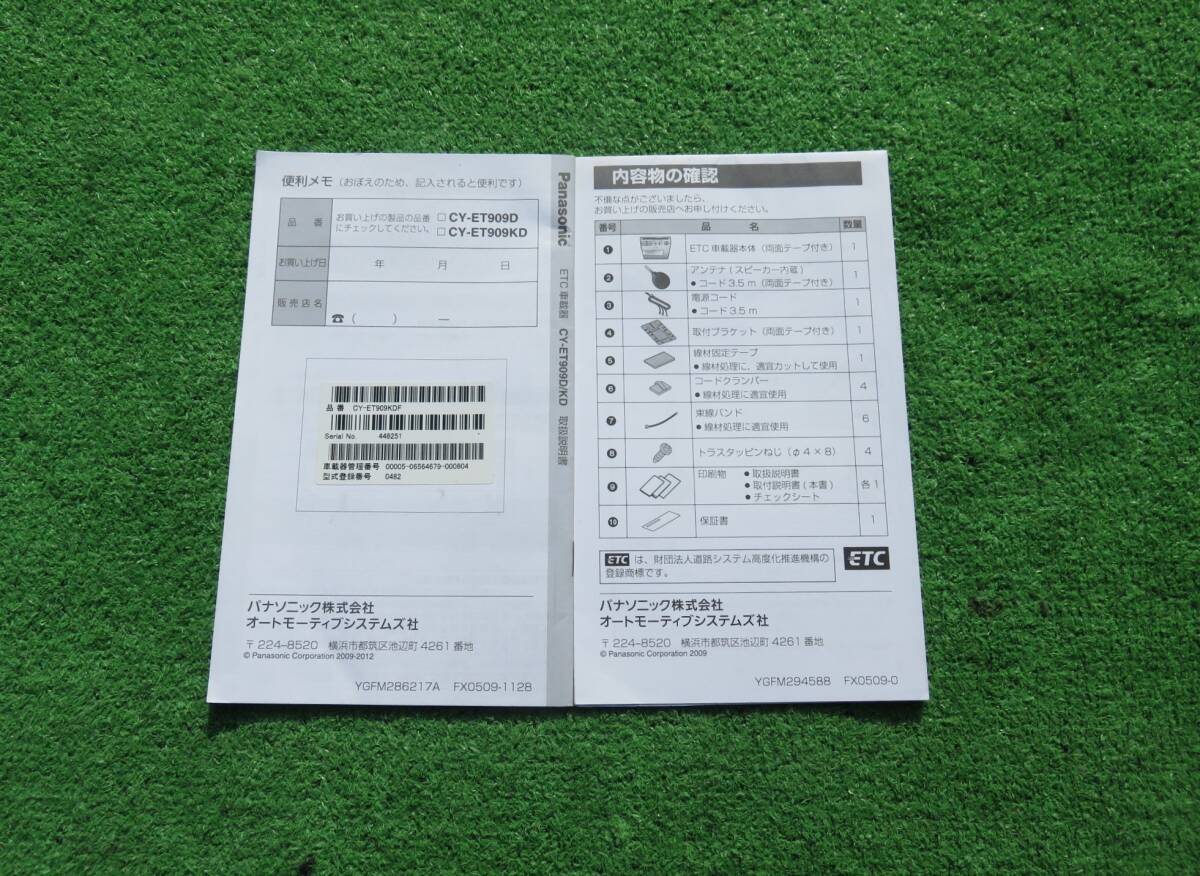 便利メモ（おぼえのため、記入されると便利です）
品番
お買い上げの製品の品番
にチェックしてください。
□ CY-ET909D
□ CY-ET909KD
お買い上げ日
年 月 日
販売店名
☎（ ） ―
品 番 CY-ET909KDF
Serial No. 448251
車載器管理番号 00005-06564679-000804
型式登録番号 0482
パナソニック株式会社
オートモーティブシステムズ社
〒224-8520 横浜市都筑区池辺町4261番地
© Panasonic Corporation 2009-2012
YGFM286217A FX0509-1128
Panasonic ETC車載器 CY-ET909D/KD 取扱説明書
内容物の確認
不備な点がございましたら、
お買い上げの販売店へお申し付けください。
番号 品 名 数量
❶ ETC車載器本体（両面テープ付き） 1
❷ アンテナ（スピーカー内蔵） 1
●コード3.5 m（両面テープ付き）
❸ 電源コード 1
●コード3.5 m
❹ 取付ブラケット（両面テープ付き） 1
❺ 線材固定テープ 1
●線材処理に、適宜カットして使用
❻ コードクランパー 4
●線材処理に適宜使用
❼ 束線バンド 6
●線材処理に適宜使用
❽ トラスタッピンねじ（φ4×8） 4
❾ 印刷物 ●取扱説明書 各1
●取付説明書（本書）
●チェックシート
❿ 保証書 1
ETC は、財団法人道路システム高度化推進機構の
登録商標です。
ETC
パナソニック株式会社
オートモーティブシステムズ社
〒224-8520 横浜市都筑区池辺町4261番地
© Panasonic Corporation 2009
YGFM294588 FX0509-0